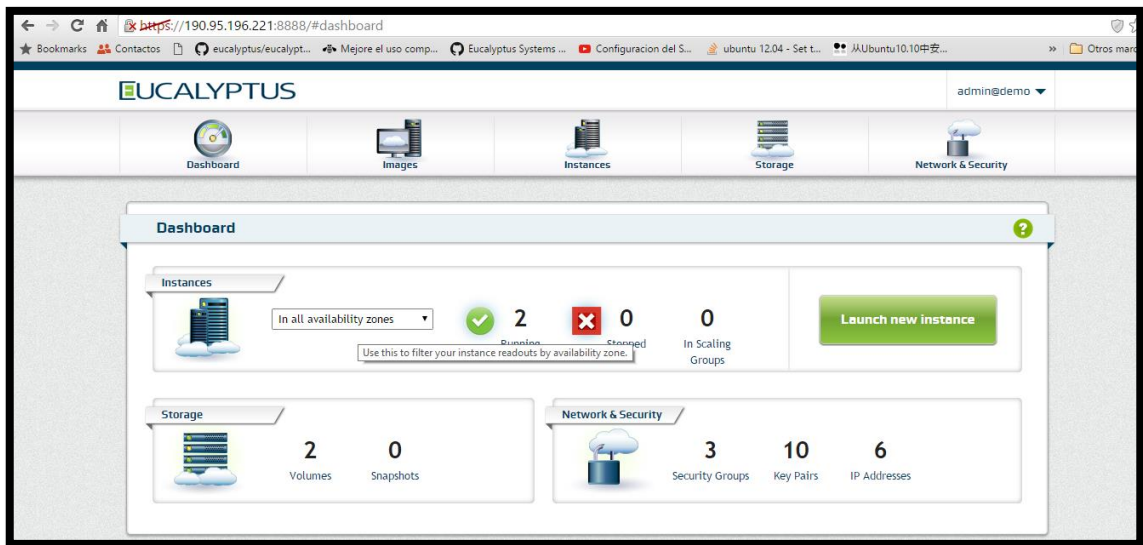 https://190.95.196.221:8888/#dashboard
Bookmarks Contactos eucalyptus/eucalypt... Mejore el uso comp... Eucalyptus Systems ... Configuracion del S... ubuntu 12.04 - Set t... 从Ubuntu10.10中安... » Otros marc
EUCALYPTUS
admin@demo
Dashboard Images Instances Storage Network & Security
Dashboard
?
Instances
In all availability zones
2 0 0
Running Stopped In Scaling
Groups
Launch new instance
Use this to filter your instance readouts by availability zone.
Storage
2 0
Volumes Snapshots
Network & Security
3 10 6
Security Groups Key Pairs IP Addresses